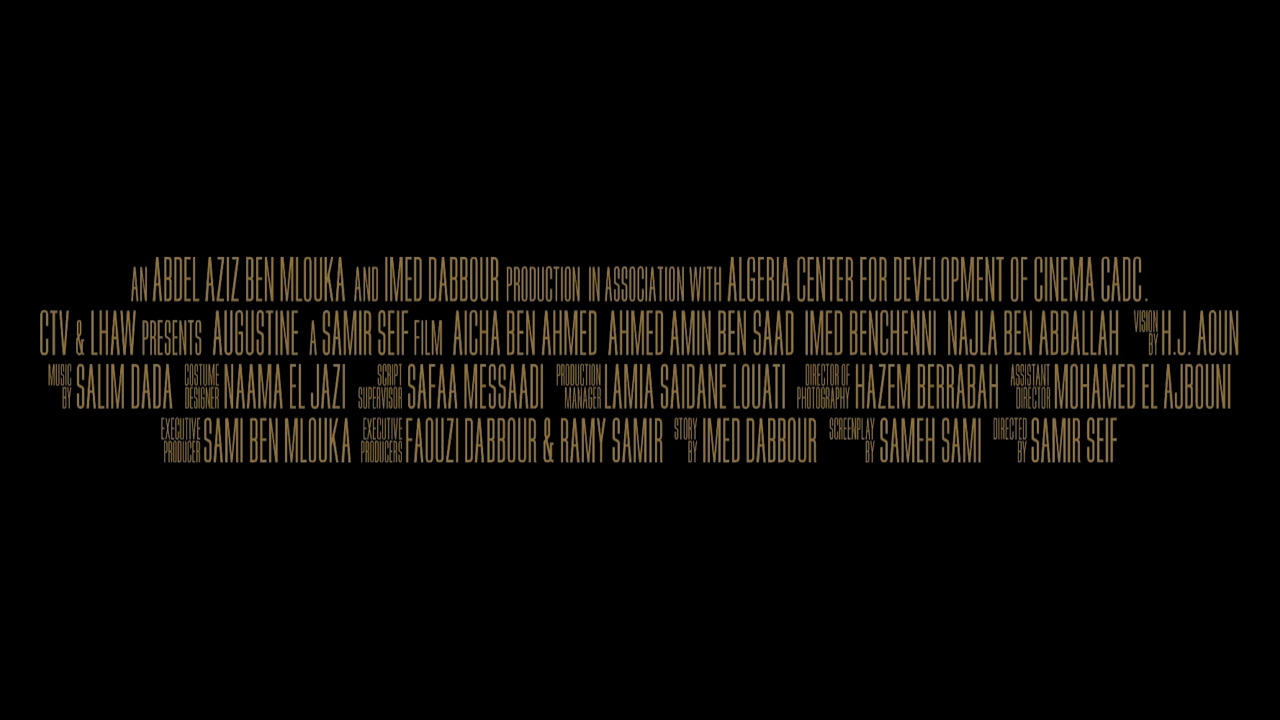 AN ABDEL AZIZ BEN MLOUKA AND IMED DABBOUR PRODUCTION IN ASSOCIATION WITH ALGERIA CENTER FOR DEVELOPMENT OF CINEMA CADC.
CTV & LHAW PRESENTS AUGUSTINE A SAMIR SEIF FILM AICHA BEN AHMED AHMED AMIN BEN SAAD IMED BENCHENNI NAJLA BEN ABDALLAH VISION BY H.J. AOUN
MUSIC BY SALIM DADA COSTUME DESIGNER NAAMA EL JAZI SCRIPT SUPERVISOR SAFAA MESSAADI PRODUCTION MANAGER LAMIA SAIDANE LOUATI DIRECTOR OF PHOTOGRAPHY HAZEM BERRABAH ASSISTANT DIRECTOR MOHAMED EL AJBOUNI
EXECUTIVE PRODUCER SAMI BEN MLOUKA EXECUTIVE PRODUCERS FAOUZI DABBOUR & RAMY SAMIR STORY BY IMED DABBOUR SCREENPLAY BY SAMEH SAMI DIRECTED BY SAMIR SEIF